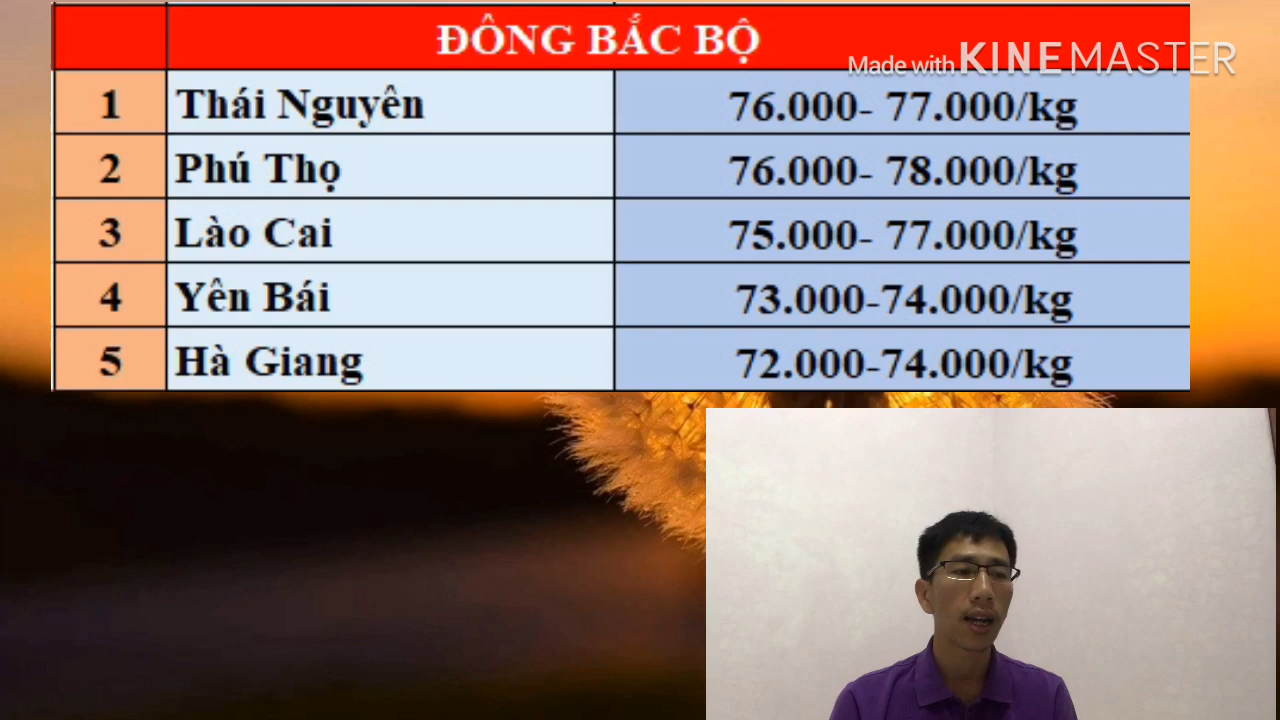 ĐÔNG BẮC BỘ
Made with KINEMASTER
1 Thái Nguyên 76.000- 77.000/kg
2 Phú Thọ 76.000- 78.000/kg
3 Lào Cai 75.000- 77.000/kg
4 Yên Bái 73.000-74.000/kg
5 Hà Giang 72.000-74.000/kg